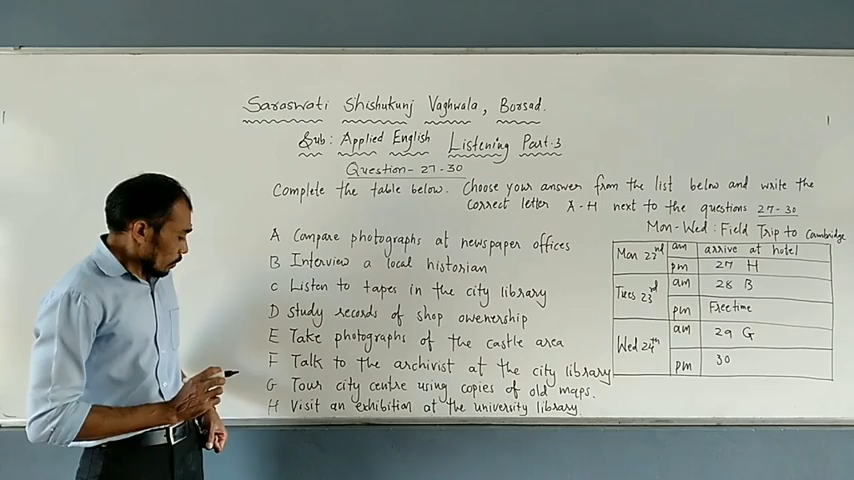 Saraswati Shishukunj Vaghwala, Borsad.
Sub: Applied English Listening Part-3
Question-27-30
Complete the table below. Choose your answer from the list below and write the
correct letter A-H next to the questions 27-30
Mon-Wed: Field Trip to Cambridge
A Compare photographs at newspaper offices
B Interview a local historian
C Listen to tapes in the city library
D study records of shop owenership
E Take photographs of the castle area
F Talk to the archivist at the city library
G Tour city centre using copies of old maps.
H Visit an exhibition at the university library.
Mon 22nd am arrive at hotel
pm 27 H
Tues 23rd am 28 B
pm Freetime
Wed 24th am 29 G
pm 30